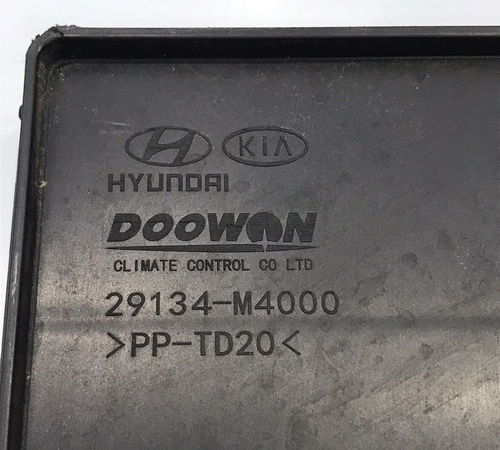 KIA
HYUNDAI
DOOWON
CLIMATE CONTROL CO LTD
29134-M4000
>PP-TD20<